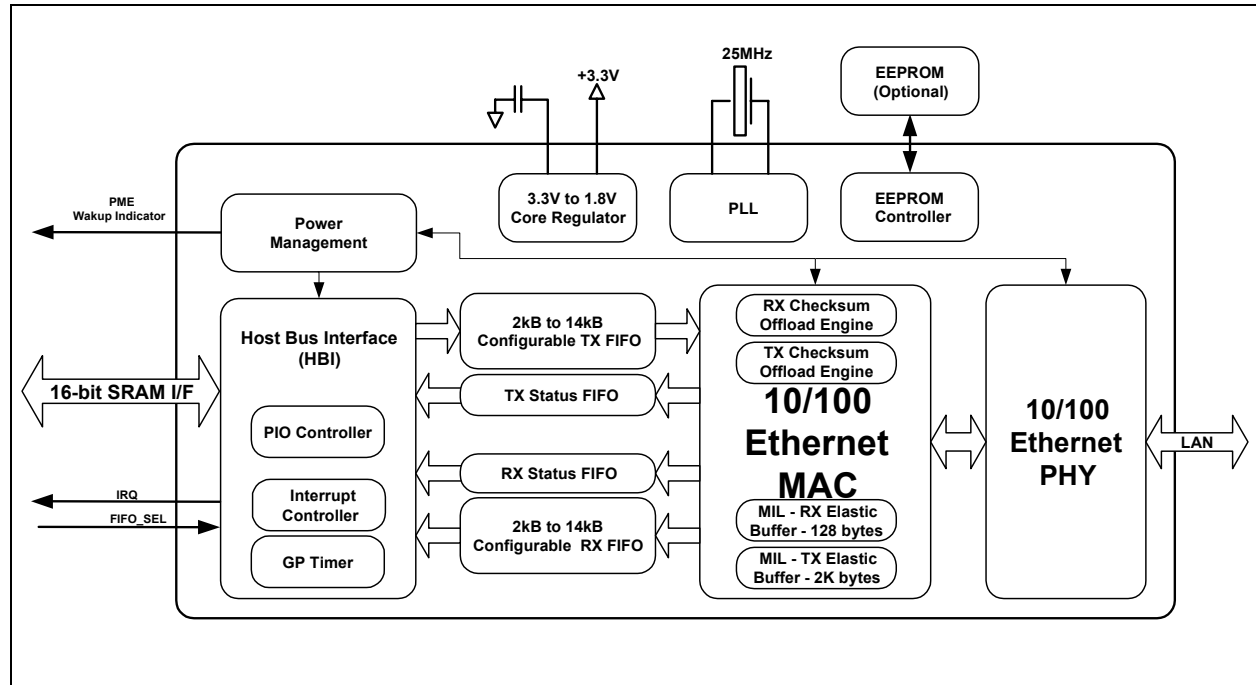 25MHz
+3.3V
EEPROM
(Optional)
3.3V to 1.8V
Core Regulator
PLL
EEPROM
Controller
PME
Wakup Indicator
Power
Management
Host Bus Interface
(HBI)
2kB to 14kB
Configurable TX FIFO
RX Checksum
Offload Engine
TX Checksum
Offload Engine
16-bit SRAM I/F
TX Status FIFO
10/100
Ethernet
MAC
10/100
Ethernet
PHY
LAN
PIO Controller
RX Status FIFO
IRQ
FIFO_SEL
Interrupt
Controller
GP Timer
2kB to 14kB
Configurable RX FIFO
MIL - RX Elastic
Buffer - 128 bytes
MIL - TX Elastic
Buffer - 2K bytes